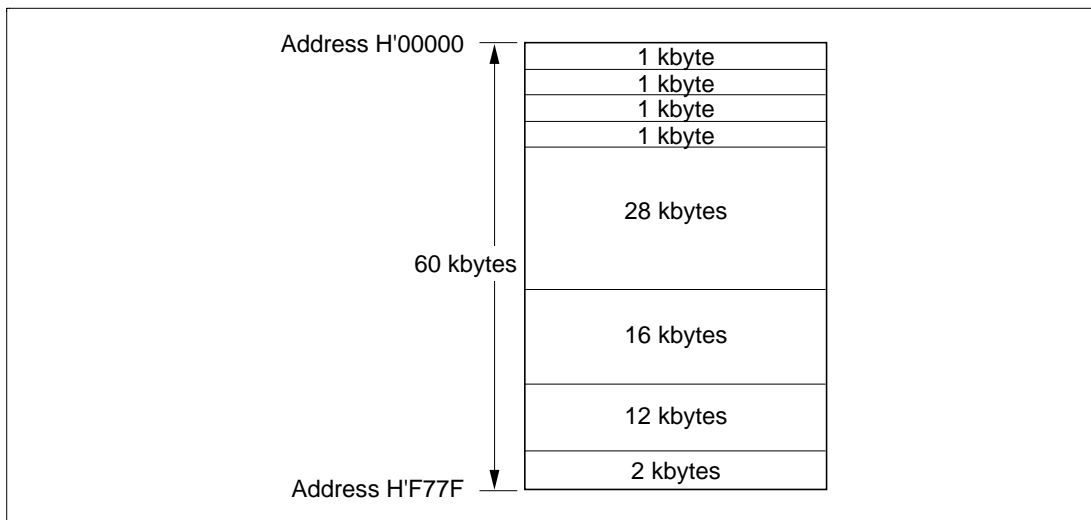 Address H'00000
1 kbyte
1 kbyte
1 kbyte
1 kbyte
28 kbytes
60 kbytes
16 kbytes
12 kbytes
2 kbytes
Address H'F77F